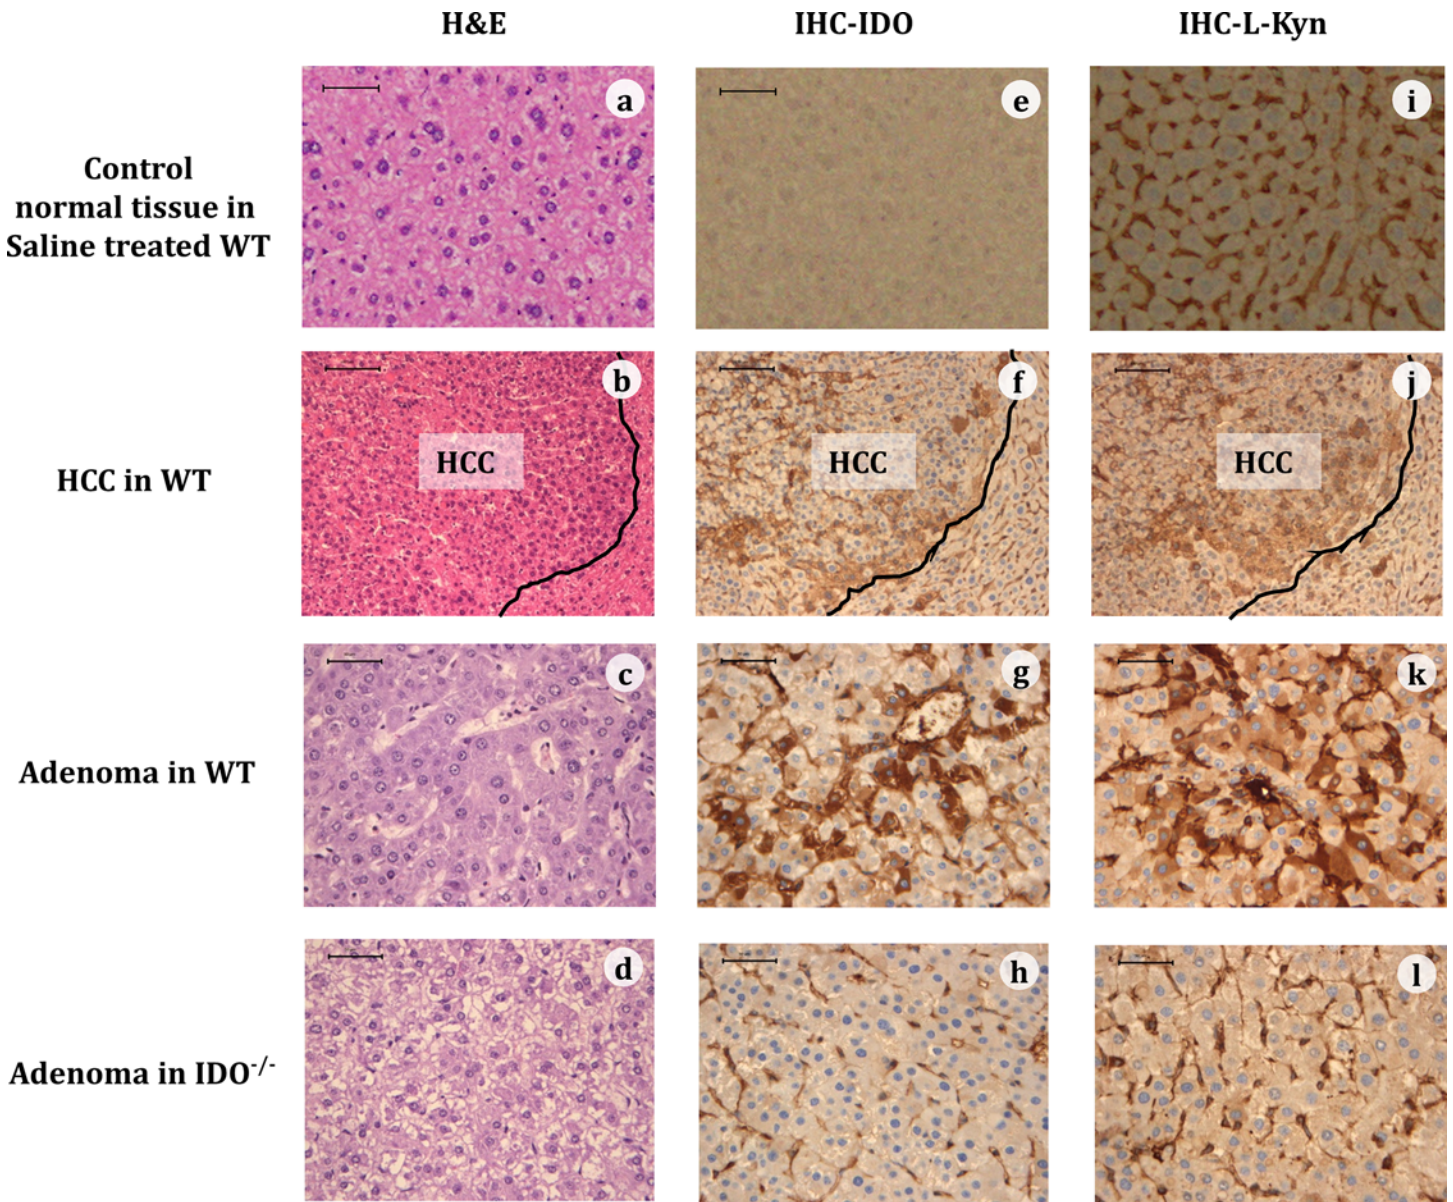 H&E IHC-IDO IHC-L-Kyn
Control
normal tissue in
Saline treated WT
a e i
HCC in WT
b f j
HCC HCC HCC
Adenoma in WT
c g k
Adenoma in IDO-/-
d h l